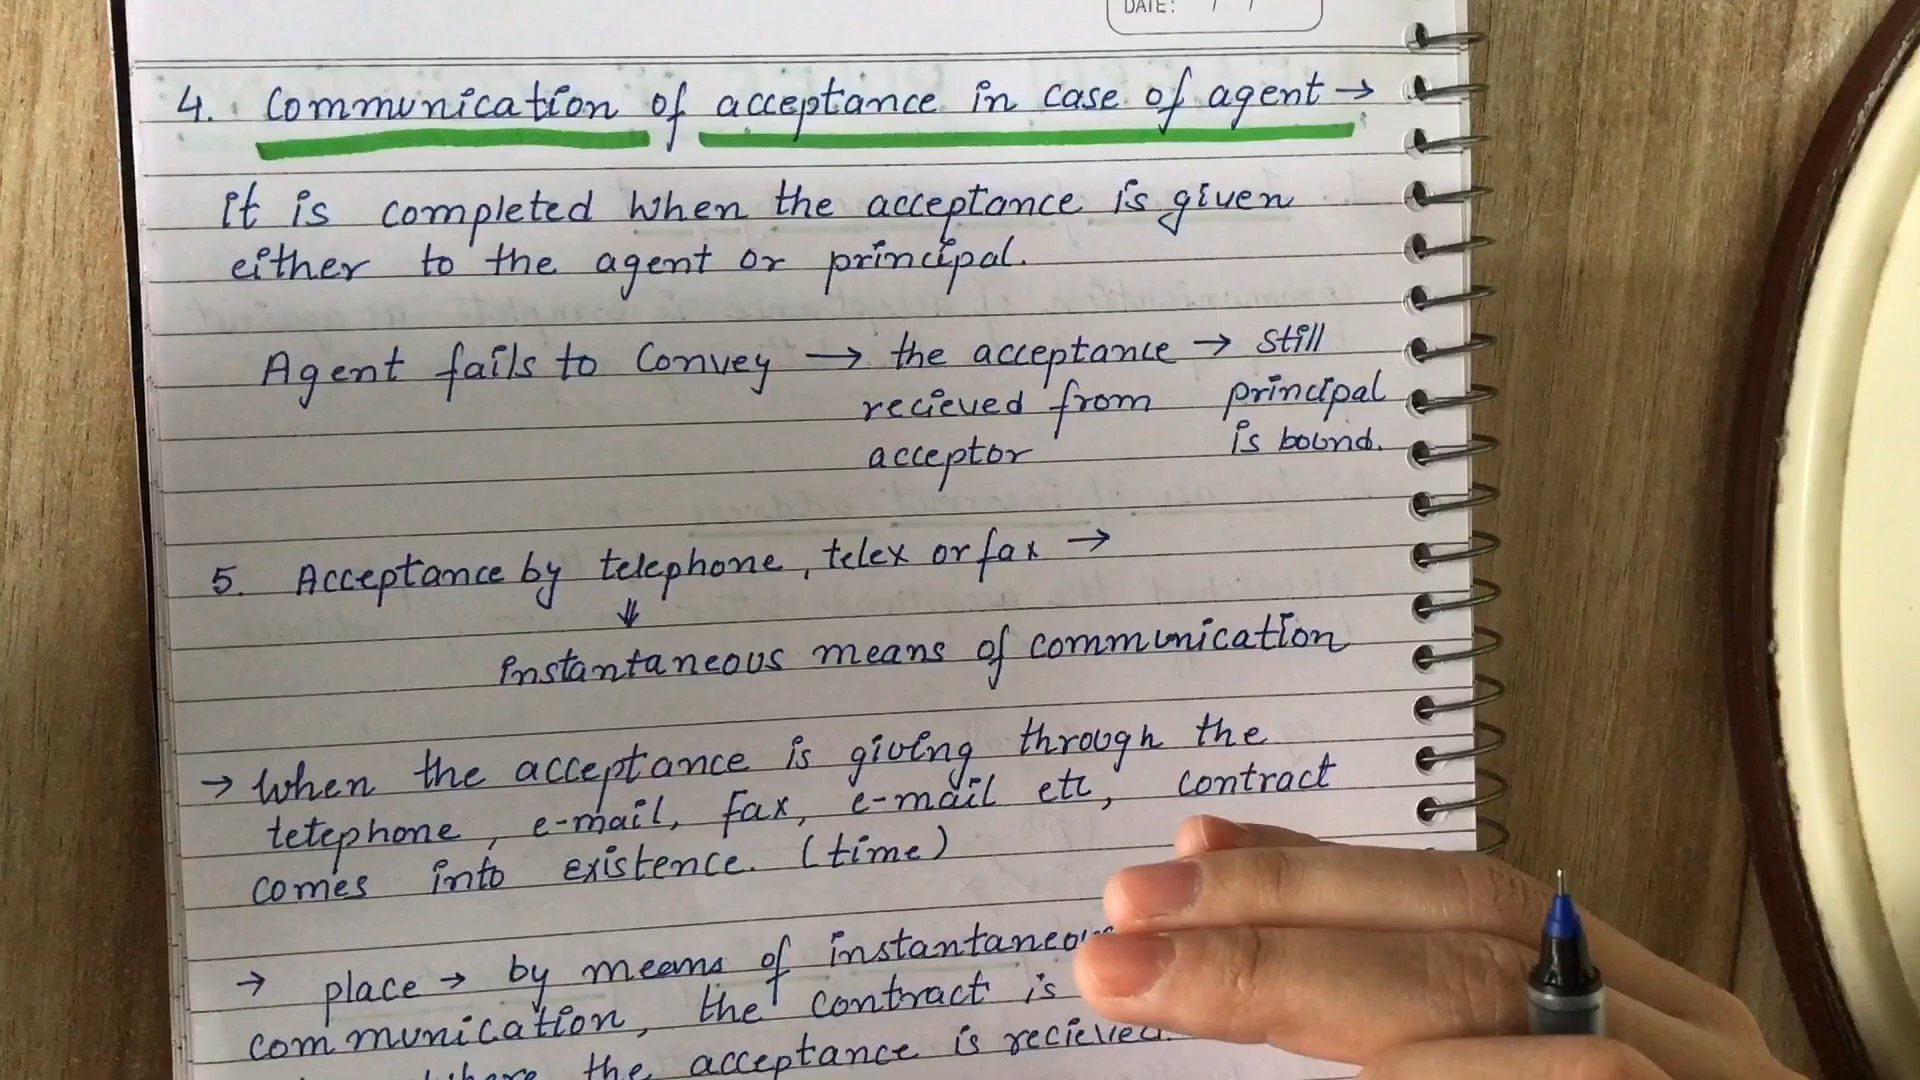 DATE: / /
4. Communication of acceptance in case of agent →
it is completed when the acceptance is given
either to the agent or principal.
Agent fails to Convey → the acceptance → still
recieved from principal
acceptor is bound.
5. Acceptance by telephone, telex or fax →
instantaneous means of communication
→ When the acceptance is giving through the
tetephone, e-mail, fax, e-mail etc, contract
comes into existence. (time)
→ place → by means of instantaneous
communication, the contract is
the acceptance is recieved.